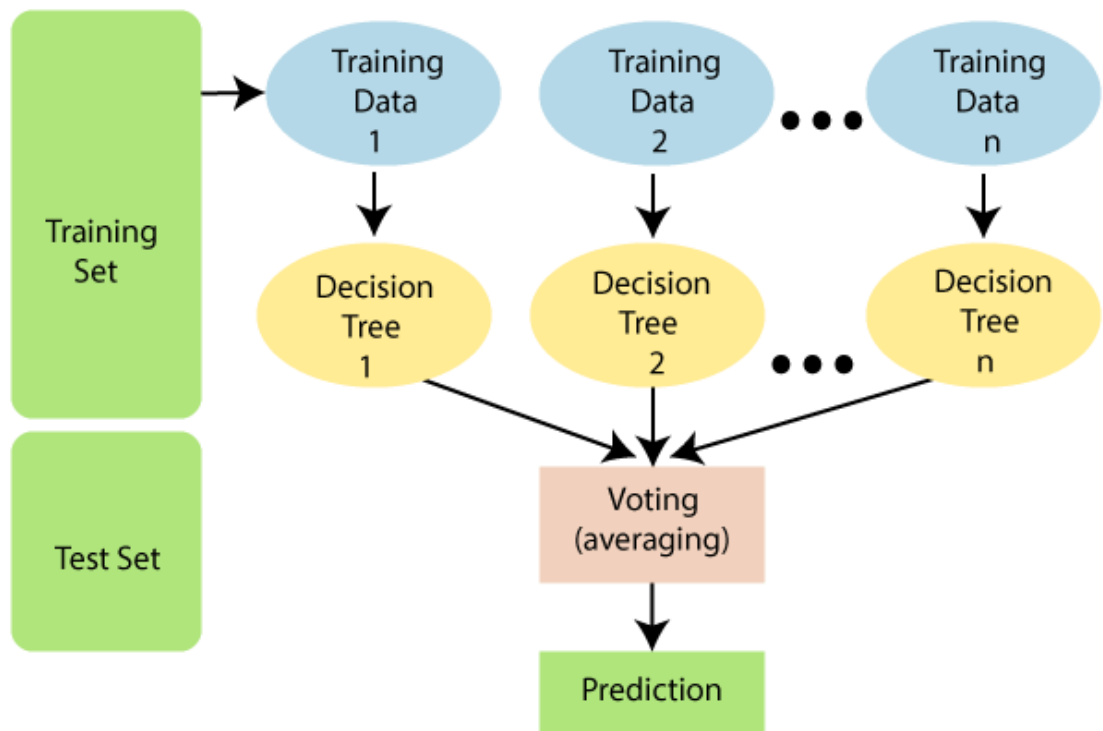 Training
Set
Test Set
Training
Data
1
Training
Data
2
Training
Data
n
Decision
Tree
1
Decision
Tree
2
Decision
Tree
n
Voting
(averaging)
Prediction